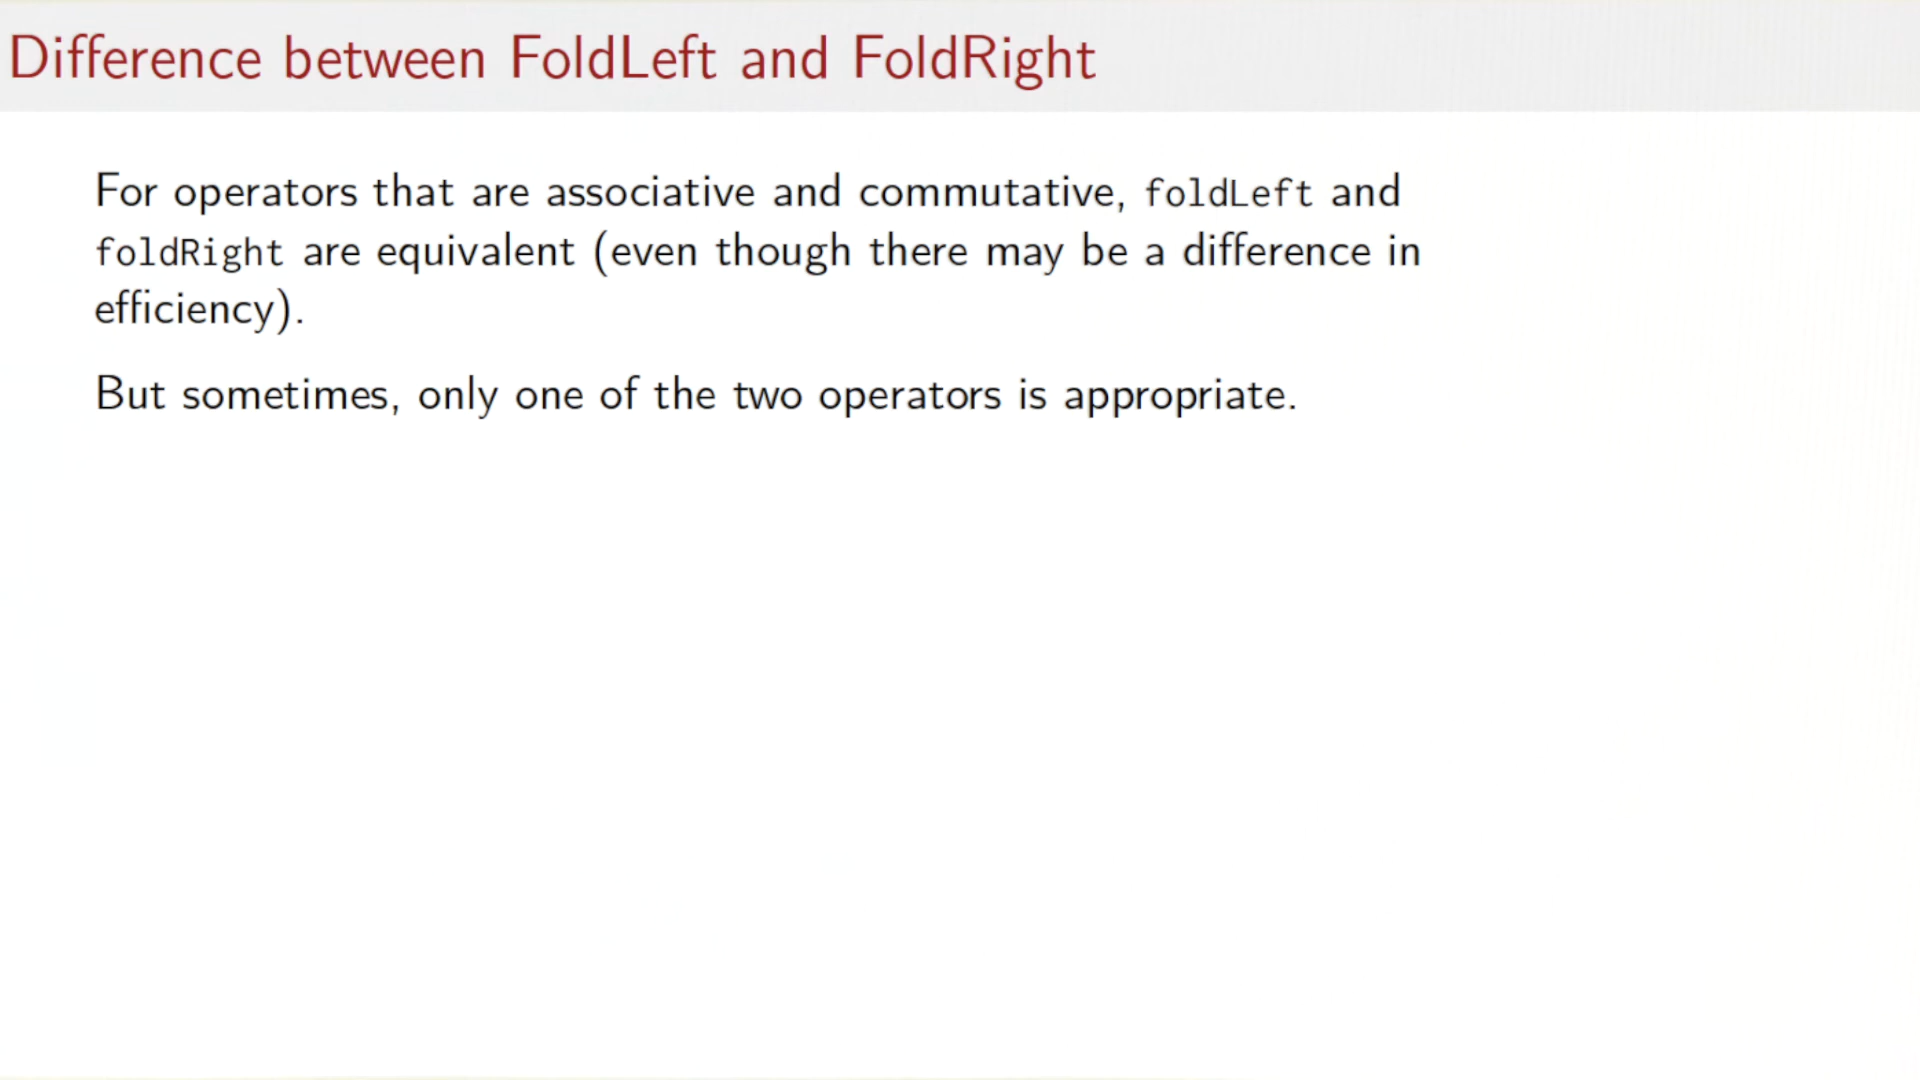 Difference between FoldLeft and FoldRight
For operators that are associative and commutative, foldLeft and
foldRight are equivalent (even though there may be a difference in
efficiency).
But sometimes, only one of the two operators is appropriate.